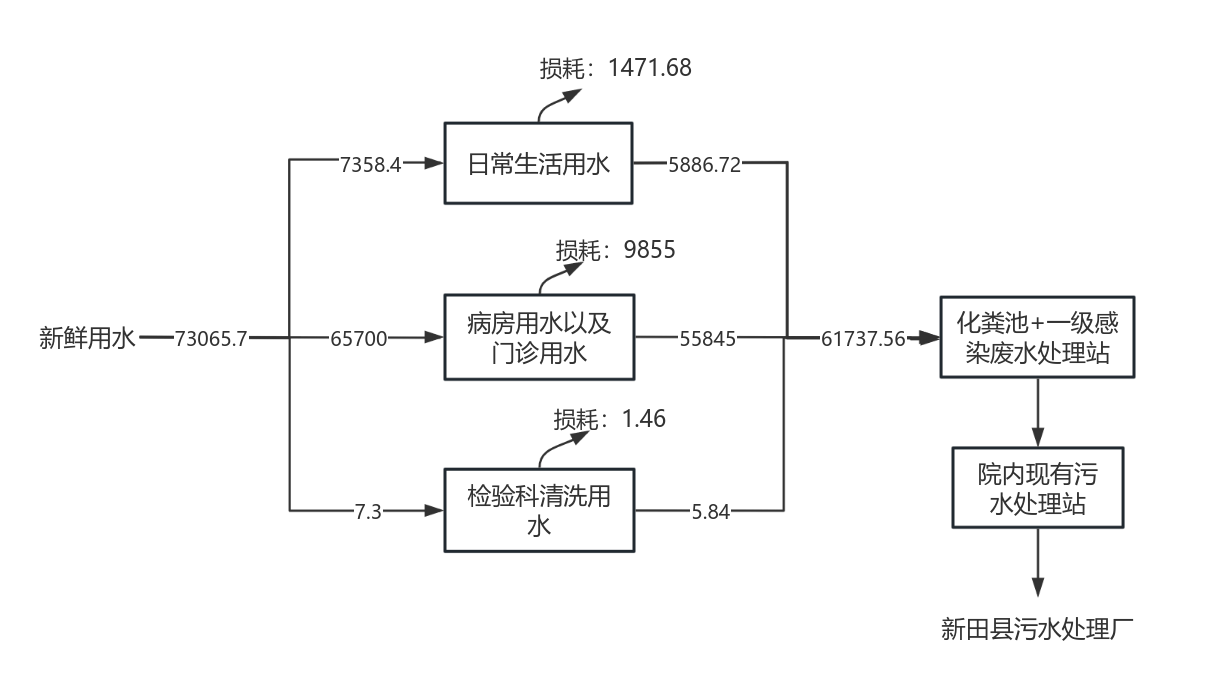 损耗：1471.68
7358.4
日常生活用水
5886.72
损耗：9855
新鲜用水
73065.7
65700
病房用水以及
门诊用水
55845
61737.56
化粪池+一级感
染废水处理站
损耗：1.46
7.3
检验科清洗用
水
5.84
院内现有污
水处理站
新田县污水处理厂